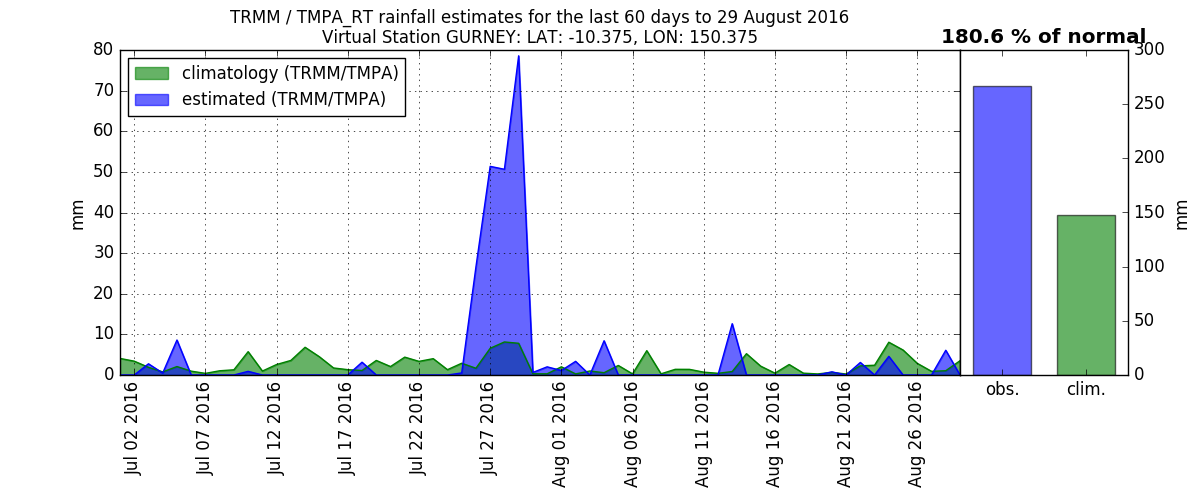 TRMM / TMPA_RT rainfall estimates for the last 60 days to 29 August 2016
Virtual Station GURNEY: LAT: -10.375, LON: 150.375
180.6 % of normal
climatology (TRMM/TMPA)
estimated (TRMM/TMPA)
mm
80
70
60
50
40
30
20
10
0
Jul 02 2016
Jul 07 2016
Jul 12 2016
Jul 17 2016
Jul 22 2016
Jul 27 2016
Aug 01 2016
Aug 06 2016
Aug 11 2016
Aug 16 2016
Aug 21 2016
Aug 26 2016
obs.
clim.
300
250
200
150
100
50
0
mm